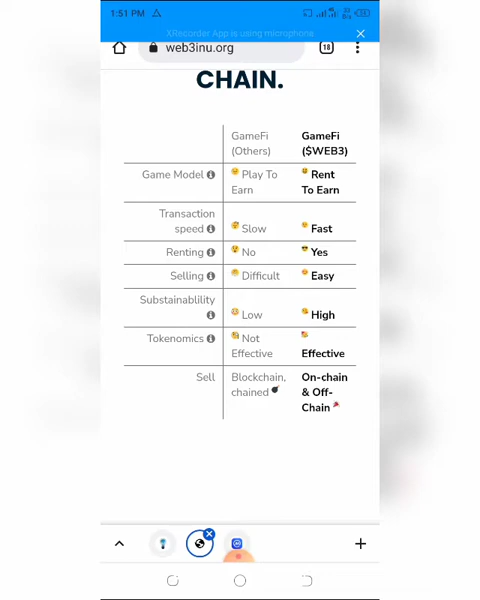 1:51 PM
XRecorder App is using microphone
web3inu.org
18
CHAIN.
GameFi (Others)
GameFi ($WEB3)
Game Model
Play To Earn
Rent To Earn
Transaction speed
Slow
Fast
Renting
No
Yes
Selling
Difficult
Easy
Substainablility
Low
High
Tokenomics
Not Effective
Effective
Sell
Blockchain, chained
On-chain & Off-Chain